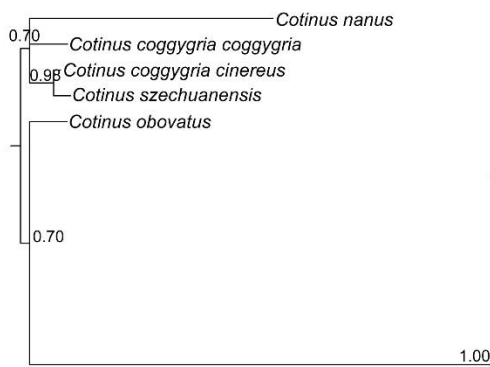 Cotinus nanus
0.70
Cotinus coggygria coggygria
Cotinus coggygria cinereus
0.98
Cotinus szechuanensis
Cotinus obovatus
0.70
1.00